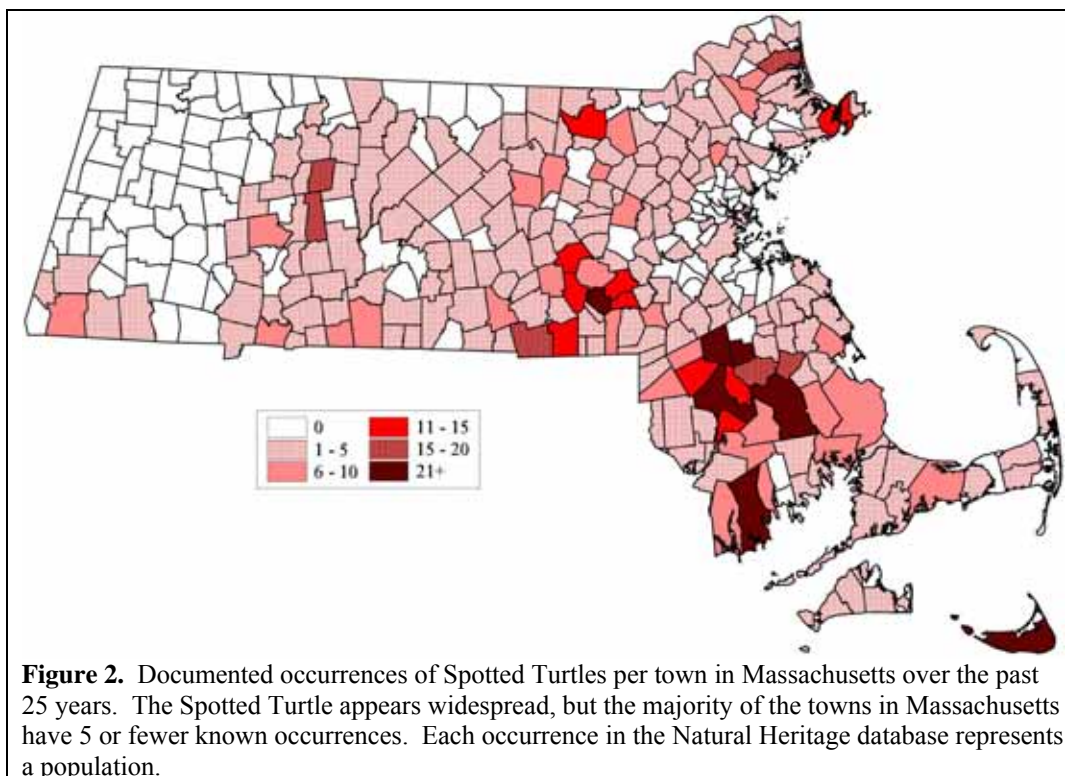 0
11 - 15
1 - 5
15 - 20
6 - 10
21+
Figure 2. Documented occurrences of Spotted Turtles per town in Massachusetts over the past
25 years. The Spotted Turtle appears widespread, but the majority of the towns in Massachusetts
have 5 or fewer known occurrences. Each occurrence in the Natural Heritage database represents
a population.